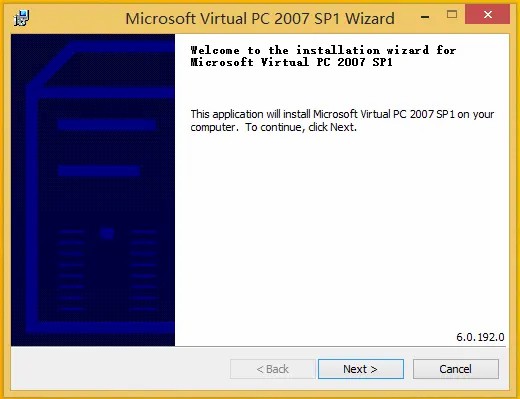 Microsoft Virtual PC 2007 SP1 Wizard
Welcome to the installation wizard for
Microsoft Virtual PC 2007 SP1
This application will install Microsoft Virtual PC 2007 SP1 on your
computer. To continue, click Next.
6.0.192.0
< Back Next > Cancel